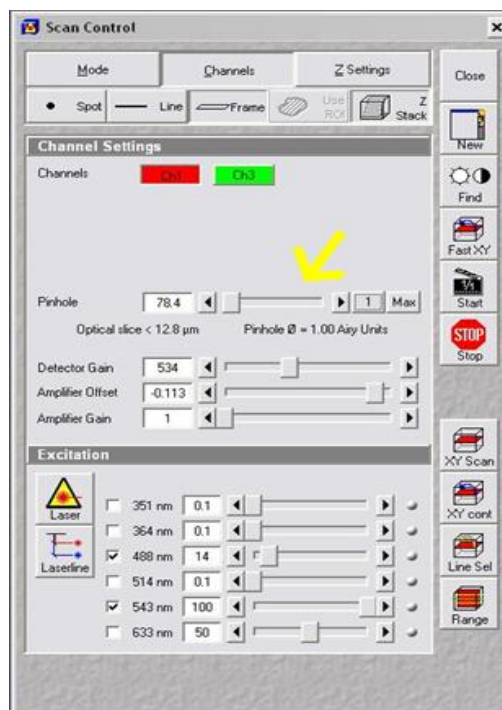 Scan Control
Mode Channels Z Settings
Spot Line Frame Use ROI Z Stack
Close
New
Find
Fast XY
Start
STOP
Stop
XY Scan
XY cont
Line Sel
Range
Channel Settings
Channels Ch1 Ch3
Pinhole 78.4 1 Max
Optical slice < 12.8 µm Pinhole Ø = 1.00 Airy Units
Detector Gain 534
Amplifier Offset -0.113
Amplifier Gain 1
Excitation
Laser
Laserline
351 nm 0.1
364 nm 0.1
488 nm 14
514 nm 0.1
543 nm 100
633 nm 50